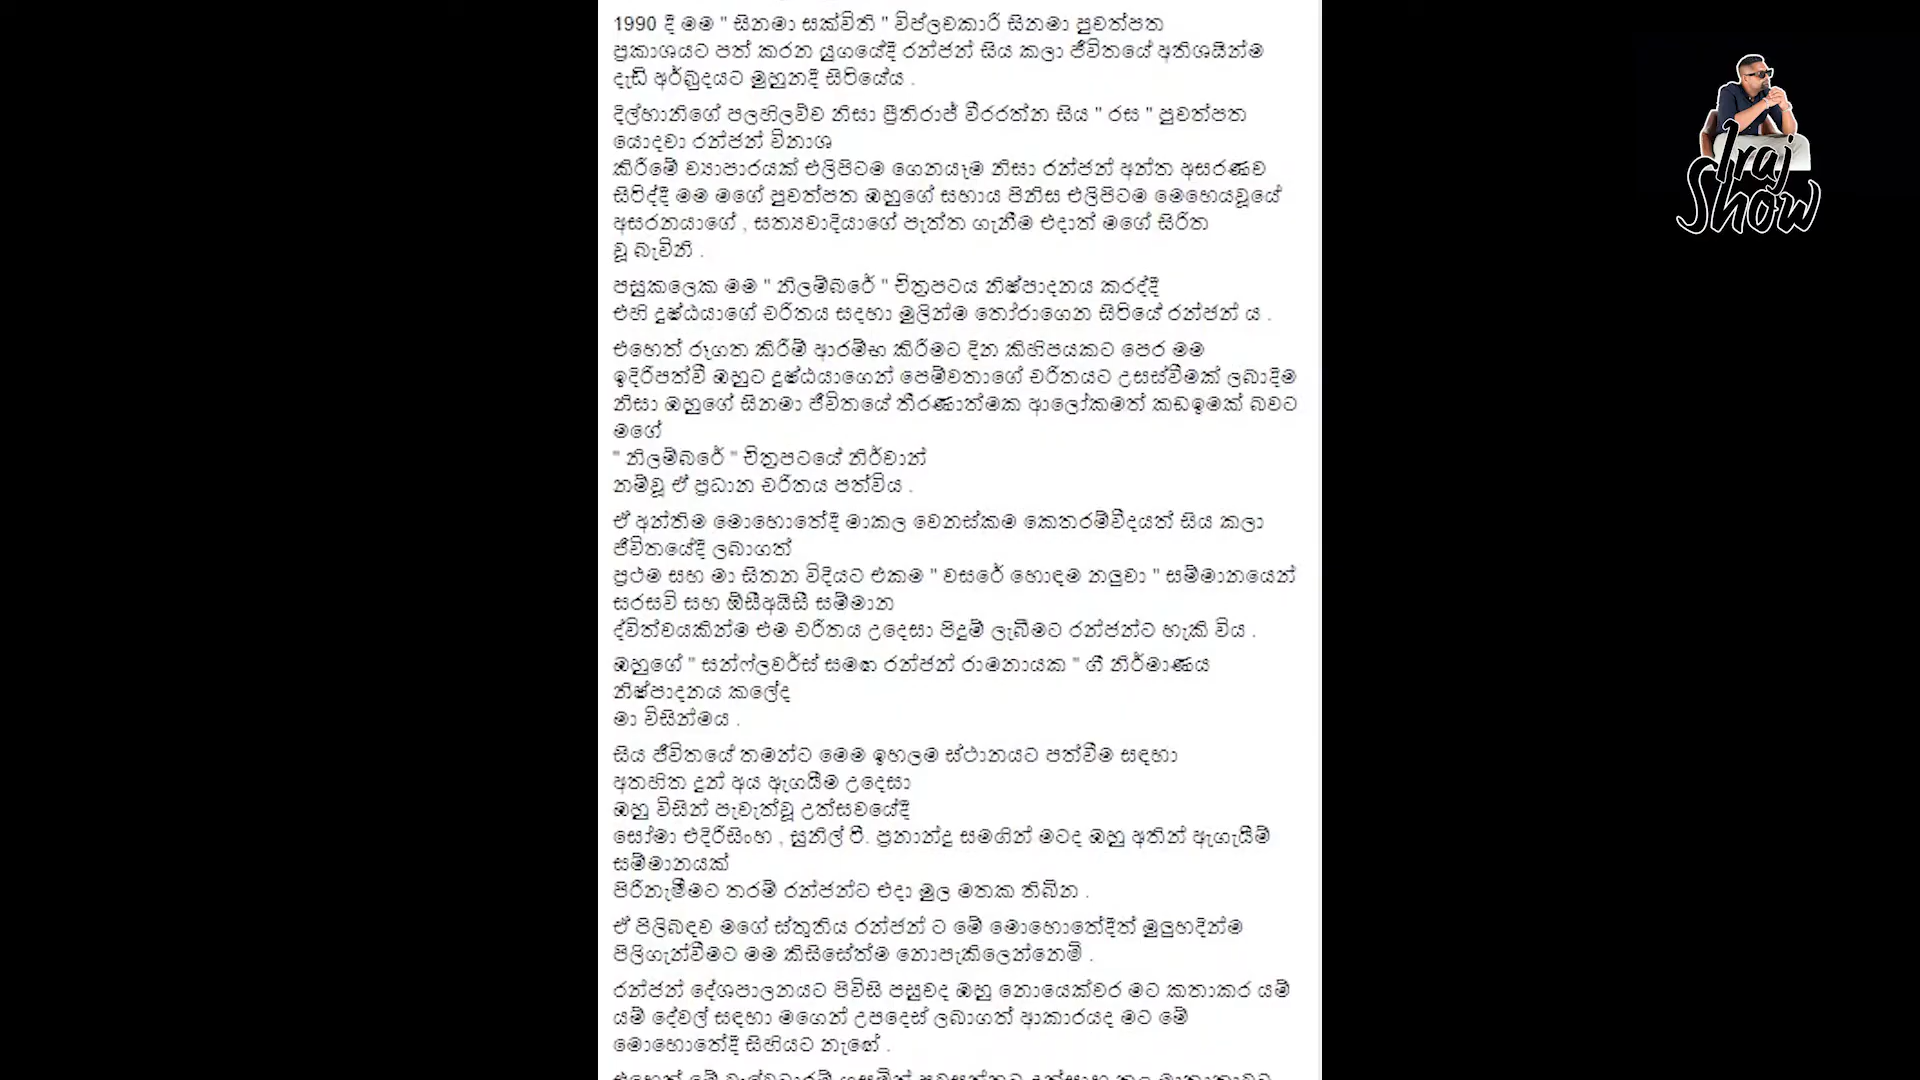 1990 දී මම " සිනමා සක්විති " විප්ලවකාරී සිනමා පුවත්පත
ප්‍රකාශයට පත් කරන යුගයේදී රන්ජන් සිය කලා ජීවිතයේ අතිශයින්ම
දැඩි අර්බුදයට මුහුනදී සිටියේය .
දිල්හානිගේ පලහිලව්ව නිසා ප්‍රීතිරාජ් වීරරත්න සිය " රස " පුවත්පත
යොදවා රන්ජන් විනාශ
කිරීමේ ව්‍යාපාරයක් එලිපිටම ගෙනයෑම නිසා රන්ජන් අන්ත අසරණව
සිටිද්දී මම මගේ පුවත්පත ඔහුගේ සහාය පිනිස එලිපිටම මෙහෙයවූයේ
අසරනයාගේ , සත්‍යවාදියාගේ පැත්ත ගැනීම එදාත් මගේ සිරිත
වූ බැවිනි .
පසුකලෙක මම " නිලම්බරේ " චිත්‍රපටය නිෂ්පාදනය කරද්දී
එහි දුෂ්ඨයාගේ චරිතය සදහා මුලින්ම තෝරාගෙන සිටියේ රන්ජන් ය .
එහෙත් රූගත කිරීම් ආරම්භ කිරීමට දින කිහිපයකට පෙර මම
ඉදිරිපත්වී ඔහුට දුෂ්ඨයාගෙන් පෙම්වතාගේ චරිතයට උසස්වීමක් ලබාදීම
නිසා ඔහුගේ සිනමා ජීවිතයේ තීරණාත්මක ආලෝකමත් කඩඉමක් බවට
මගේ
" නිලම්බරේ " චිත්‍රපටයේ නිර්වාන්
නම්වූ ඒ ප්‍රධාන චරිතය පත්විය .
ඒ අන්තිම මොහොතේදී මාකල වෙනස්කම කෙතරම්වීදයත් සිය කලා
ජීවිතයේදී ලබාගත්
ප්‍රථම සහ මා සිතන විදියට එකම " වසරේ හොඳම නලුවා " සම්මානයෙන්
සරසවි සහ ඕසීඅයිසී සම්මාන
ද්විත්වයකින්ම එම චරිතය උදෙසා පිදුම් ලැබීමට රන්ජන්ට හැකි විය .
ඔහුගේ " සන්ෆ්ලවර්ස් සමඟ රන්ජන් රාමනායක " ගී නිර්මාණය
නිෂ්පාදනය කලේද
මා විසින්මය .
සිය ජීවිතයේ තමන්ට මෙම ඉහලම ස්ථානයට පත්වීම සඳහා
අතහිත දුන් අය ඇගයීම උදෙසා
ඔහු විසින් පැවැත්වූ උත්සවයේදී
සෝමා එදිරිසිංහ , සුනිල් ටී. ප්‍රනාන්දු සමගින් මටද ඔහු අතින් ඇගැයීම්
සම්මානයක්
පිරිනැමීමට තරම් රන්ජන්ට එදා මුල මතක තිබින .
ඒ පිලිබඳව මගේ ස්තුතිය රන්ජන් ට මේ මොහොතේදීත් මුලුහදින්ම
පිලිගැන්වීමට මම කිසිසේත්ම නොපැකිලෙන්නෙමි .
රන්ජන් දේශපාලනයට පිවිසි පසුවද ඔහු නොයෙක්වර මට කතාකර යම්
යම් දේවල් සඳහා මගෙන් උපදෙස් ලබාගත් ආකාරයද මට මේ
මොහොතේදී සිහියට නැඟේ .
එහෙත් මේ
Iraj
Show